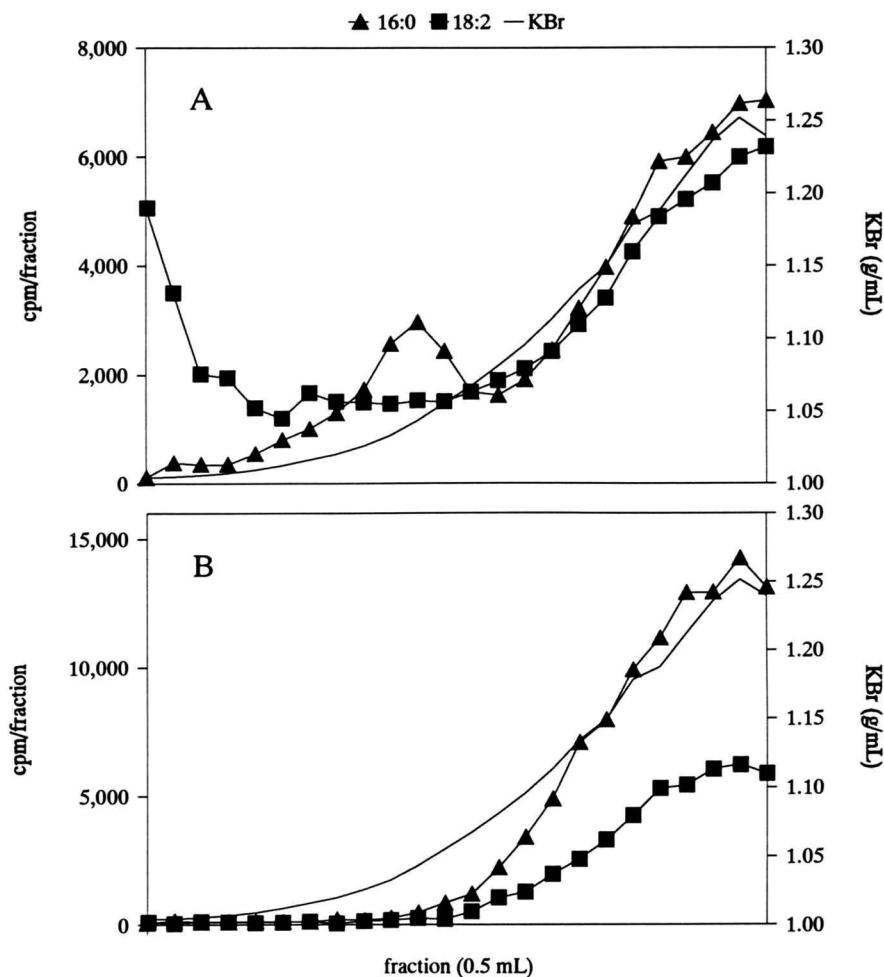 16:0 18:2 KBr
A
8,000
6,000
4,000
2,000
0
cpm/fraction
1.30
1.25
1.20
1.15
1.10
1.05
1.00
KBr (g/mL)
B
15,000
10,000
5,000
0
cpm/fraction
1.30
1.25
1.20
1.15
1.10
1.05
1.00
KBr (g/mL)
fraction (0.5 mL)